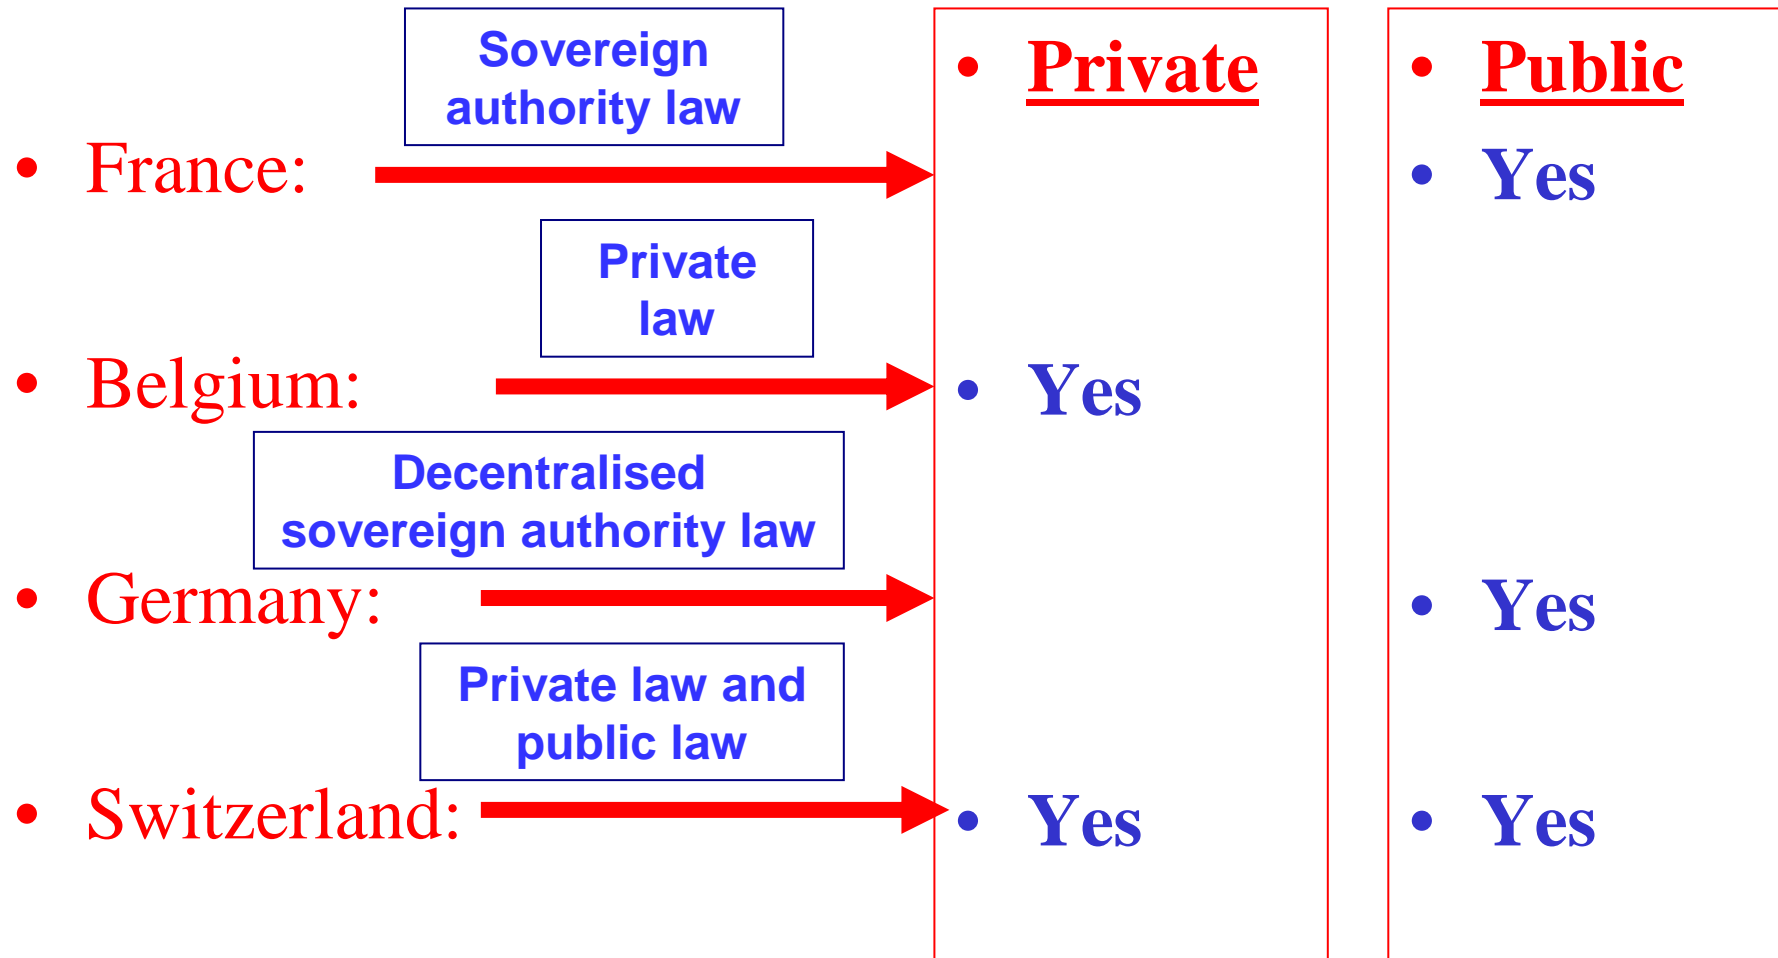 Sovereign
authority law
• Private
• Public
• France:
• Yes
Private
law
• Belgium:
• Yes
Decentralised
sovereign authority law
• Germany:
• Yes
Private law and
public law
• Switzerland:
• Yes
• Yes